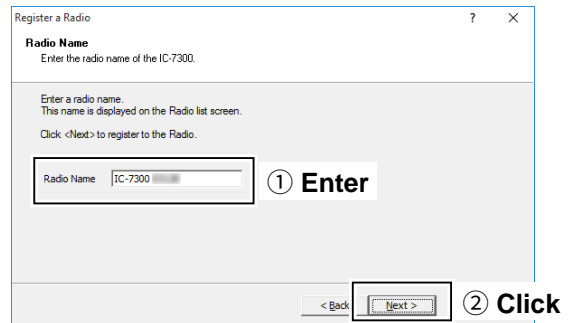 Register a Radio ? X
Radio Name
Enter the radio name of the IC-7300.
Enter a radio name.
This name is displayed on the Radio list screen.
Click <Next> to register to the Radio.
Radio Name IC-7300
① Enter
< Back Next >
② Click